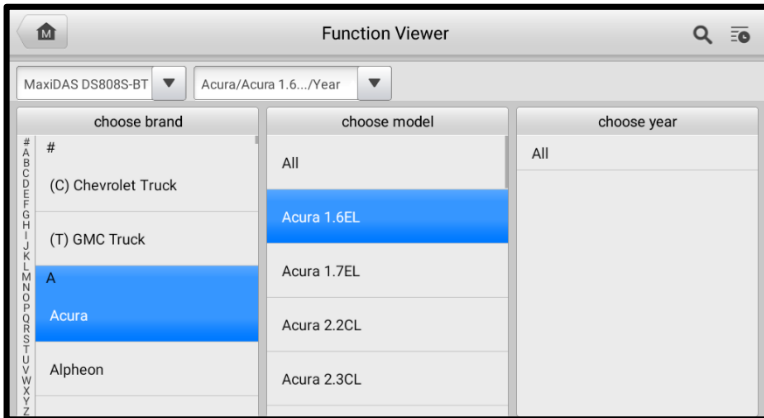 M
Function Viewer
MaxiDAS DS808S-BT
Acura/Acura 1.6.../Year
choose brand
#
A
B
C
D
E
F
G
H
I
J
K
L
M
N
O
P
Q
R
S
T
U
V
W
X
Y
Z
#
(C) Chevrolet Truck
(T) GMC Truck
A
Acura
Alpheon
choose model
All
Acura 1.6EL
Acura 1.7EL
Acura 2.2CL
Acura 2.3CL
choose year
All